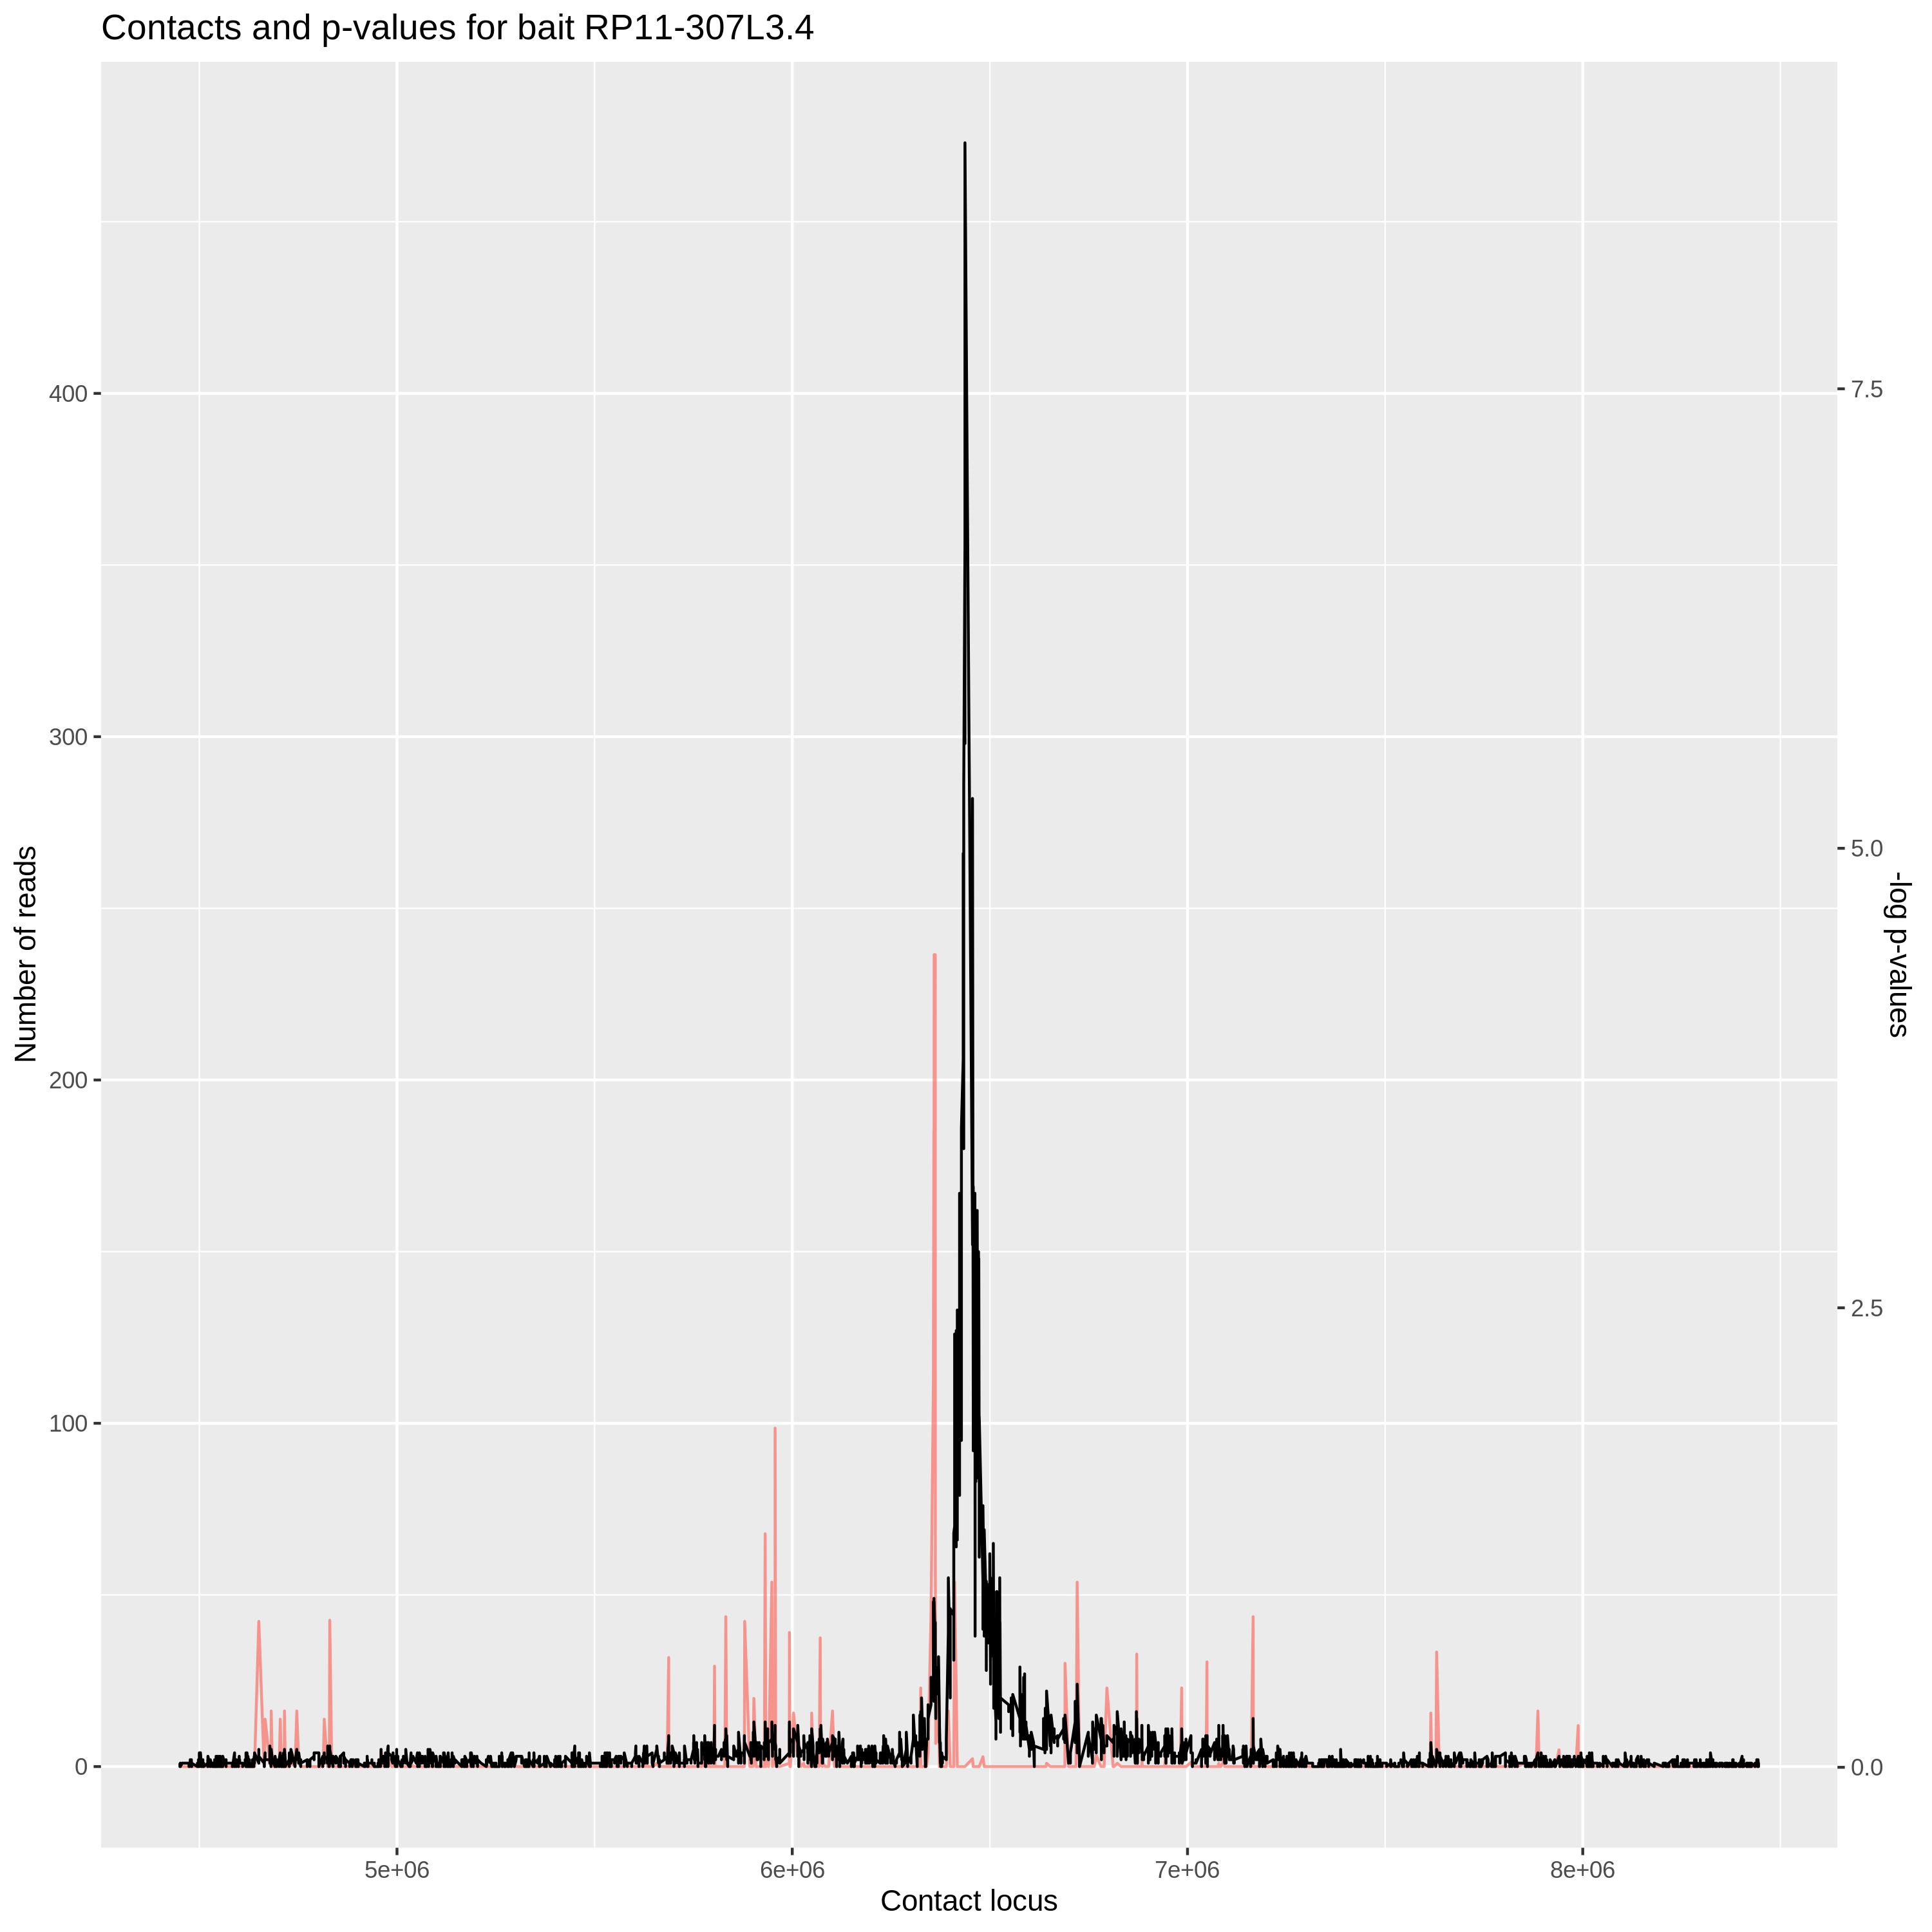 Contacts and p-values for bait RP11-307L3.4
400
300
200
100
0
Number of reads
7.5
5.0
2.5
0.0
-log p-values
5e+06
6e+06
7e+06
8e+06
Contact locus